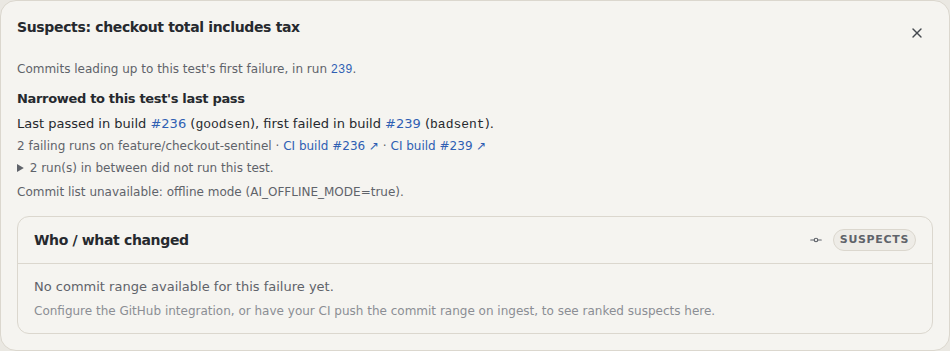 Suspects: checkout total includes tax
Commits leading up to this test's first failure, in run 239.
Narrowed to this test's last pass
Last passed in build #236 (goodsen), first failed in build #239 (badsent).
2 failing runs on feature/checkout-sentinel · CI build #236 ↗ · CI build #239 ↗
▶ 2 run(s) in between did not run this test.
Commit list unavailable: offline mode (AI_OFFLINE_MODE=true).
Who / what changed
SUSPECTS
No commit range available for this failure yet.
Configure the GitHub integration, or have your CI push the commit range on ingest, to see ranked suspects here.